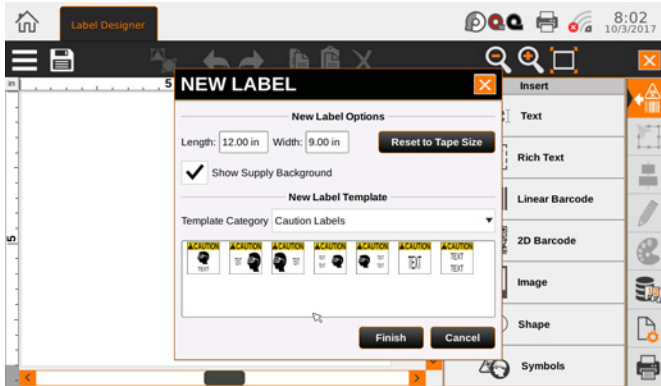 Label Designer
8:02
10/3/2017
in
5
5
NEW LABEL
New Label Options
Length: 12.00 in Width: 9.00 in Reset to Tape Size
Show Supply Background
New Label Template
Template Category Caution Labels
CAUTION CAUTION CAUTION CAUTION CAUTION CAUTION CAUTION
TEXT TEXT TEXT
TEXT
Finish Cancel
Insert
Text
Rich Text
Linear Barcode
2D Barcode
Image
Shape
Symbols